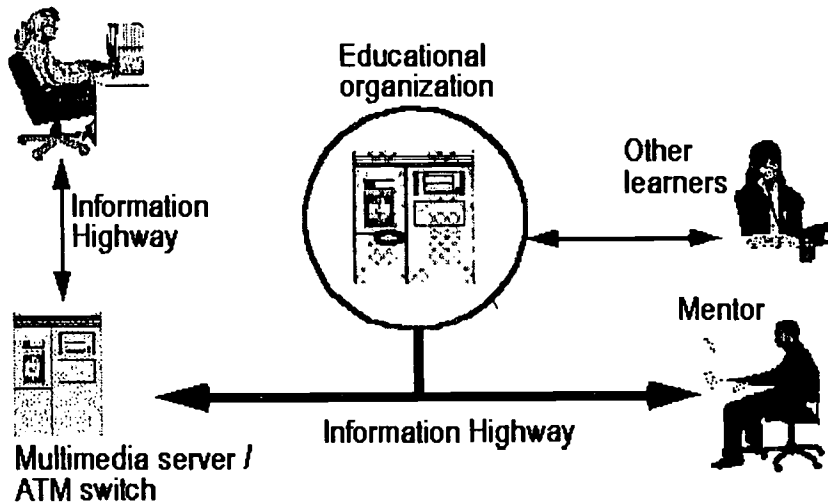 Educational
organization
Other
learners
Information
Highway
Mentor
Information Highway
Multimedia server /
ATM switch